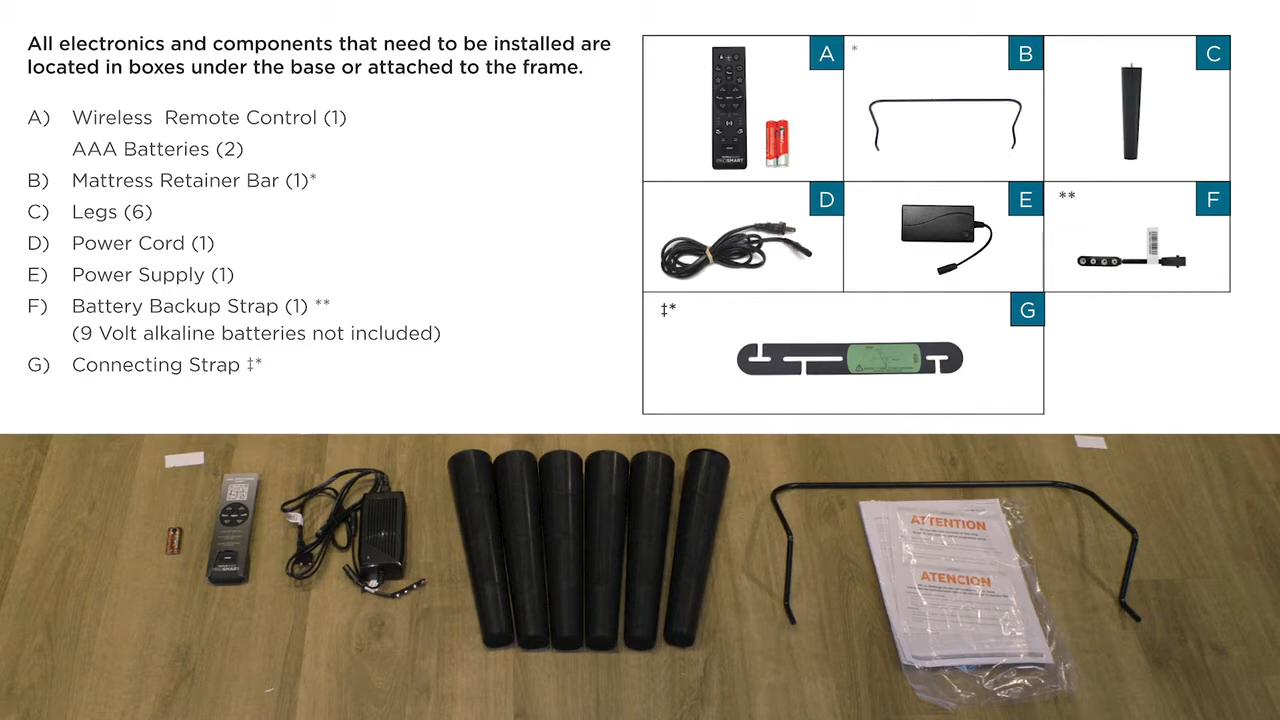 All electronics and components that need to be installed are
located in boxes under the base or attached to the frame.
A) Wireless Remote Control (1)
AAA Batteries (2)
B) Mattress Retainer Bar (1)*
C) Legs (6)
D) Power Cord (1)
E) Power Supply (1)
F) Battery Backup Strap (1) **
(9 Volt alkaline batteries not included)
G) Connecting Strap ‡*
A
* B
C
D
E
** F
‡* G
PROSMART
PROSMART
ATTENTION
ATENCION